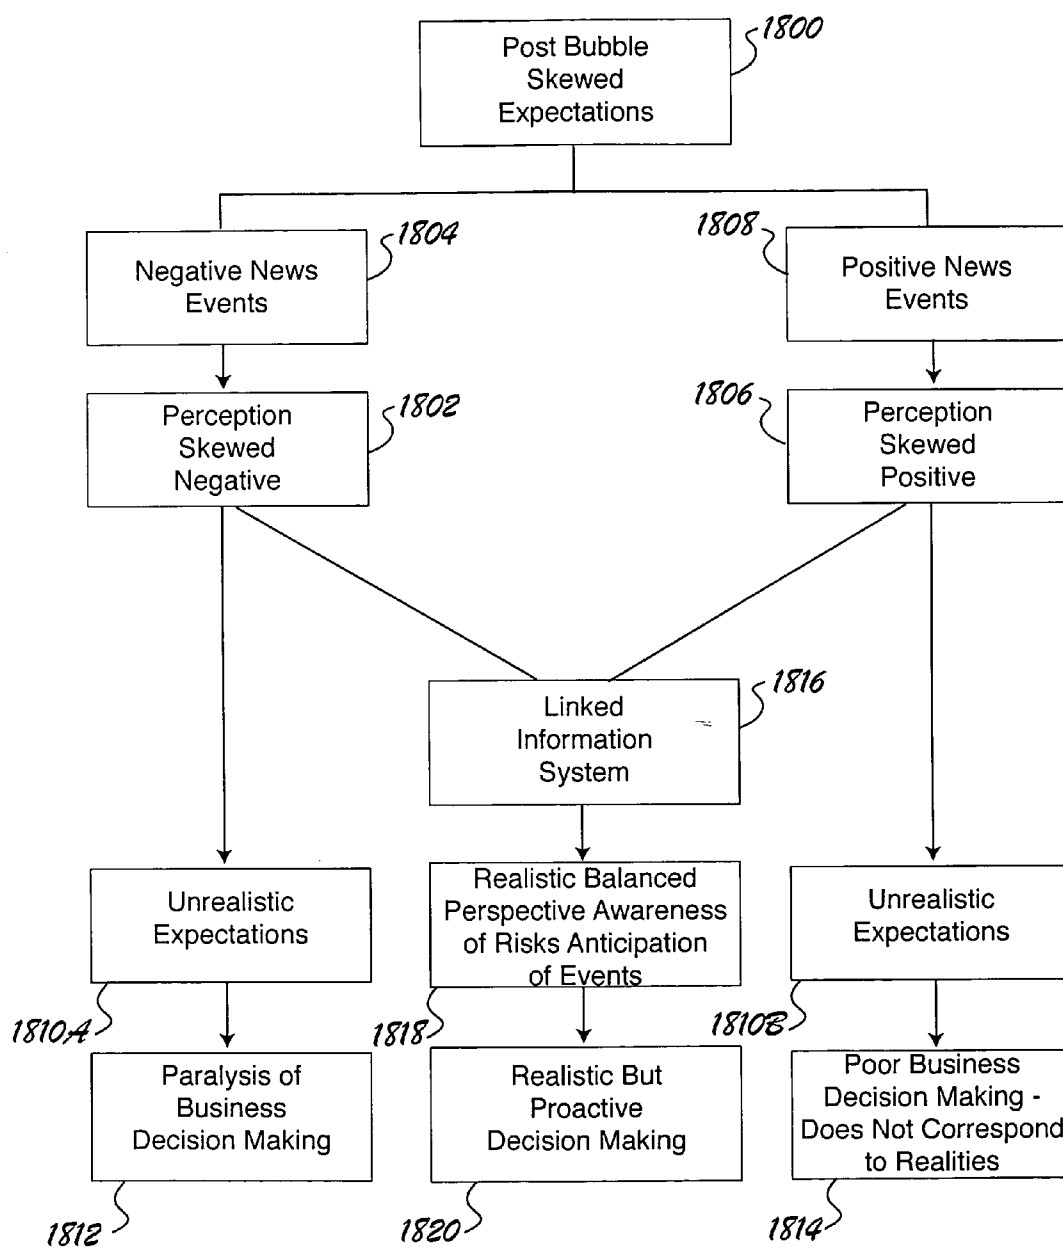 1800
Post Bubble
Skewed
Expectations
1804
Negative News
Events
1808
Positive News
Events
1802
Perception
Skewed
Negative
1806
Perception
Skewed
Positive
1816
Linked
Information
System
Unrealistic
Expectations
1810A
Realistic Balanced
Perspective Awareness
of Risks Anticipation
of Events
1818
Unrealistic
Expectations
1810B
Paralysis of
Business
Decision Making
1812
Realistic But
Proactive
Decision Making
1820
Poor Business
Decision Making -
Does Not Correspond
to Realities
1814